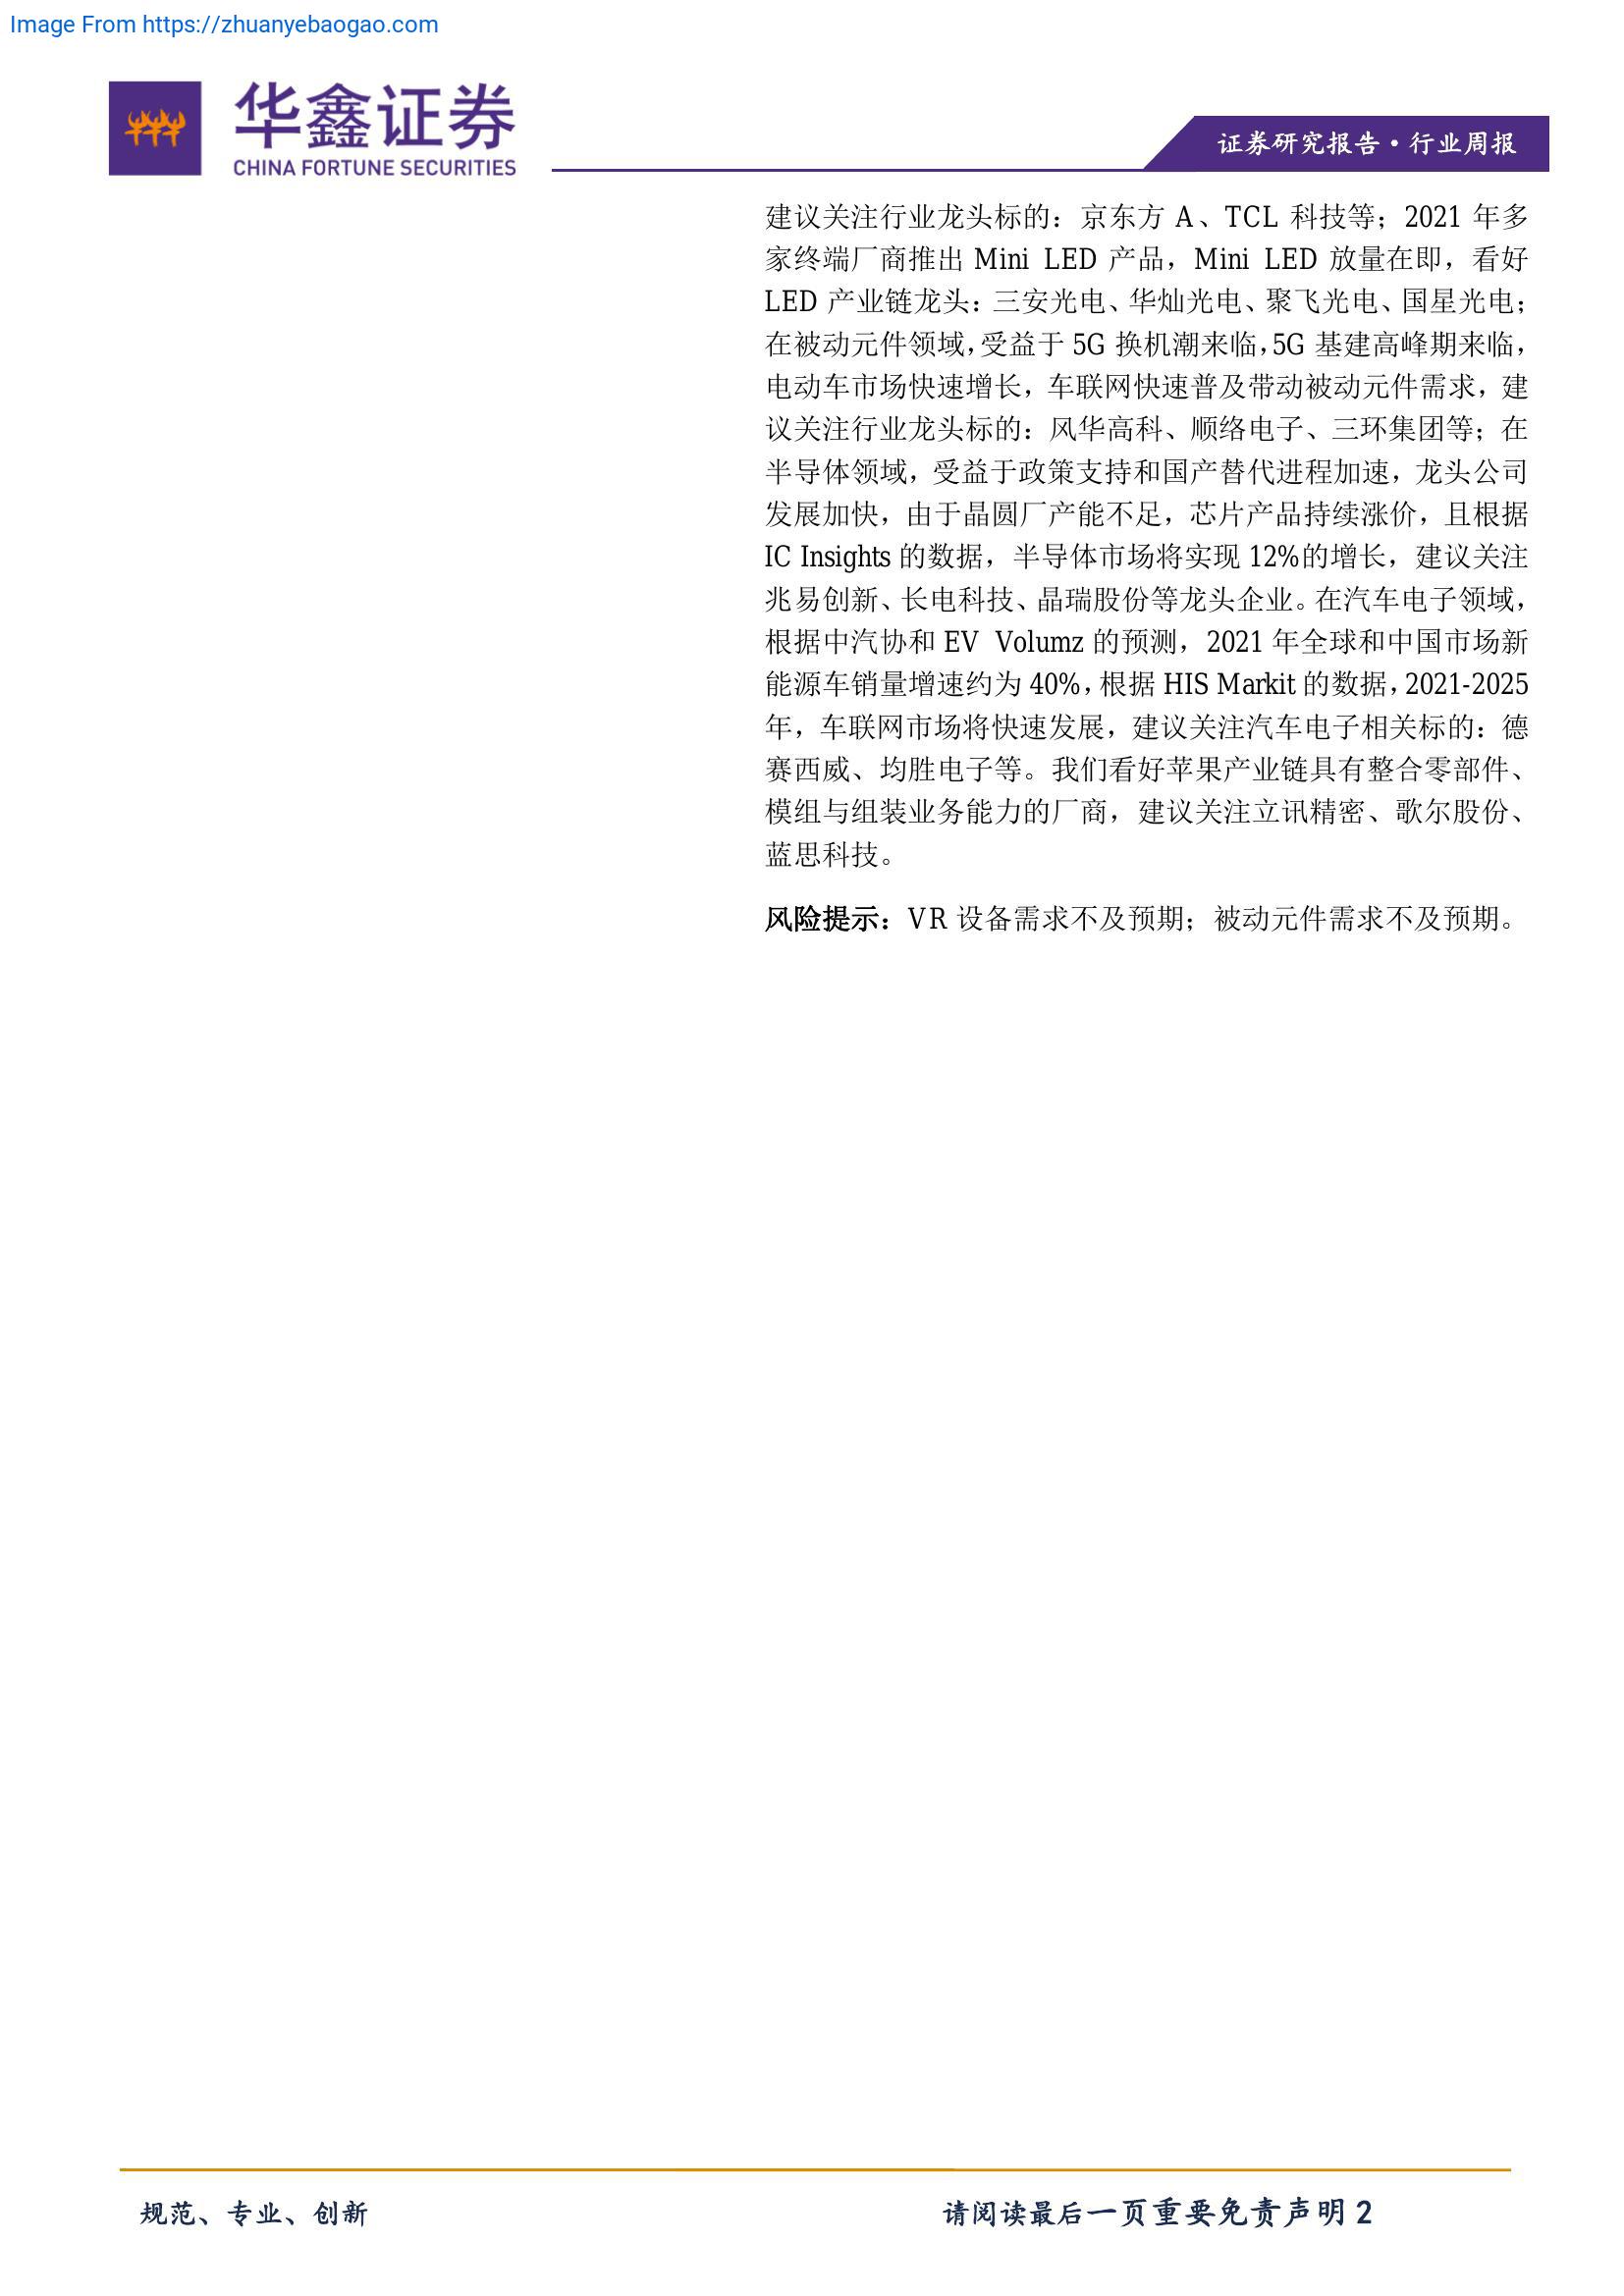 Image From https://zhuanyebaogao.com
华鑫证券
CHINA FORTUNE SECURITIES
证券研究报告·行业周报
建议关注行业龙头标的：京东方 A、TCL 科技等；2021 年多
家终端厂商推出 Mini LED 产品，Mini LED 放量在即，看好
LED 产业链龙头：三安光电、华灿光电、聚飞光电、国星光电；
在被动元件领域，受益于 5G 换机潮来临，5G 基建高峰期来临，
电动车市场快速增长，车联网快速普及带动被动元件需求，建
议关注行业龙头标的：风华高科、顺络电子、三环集团等；在
半导体领域，受益于政策支持和国产替代进程加速，龙头公司
发展加快，由于晶圆厂产能不足，芯片产品持续涨价，且根据
IC Insights 的数据，半导体市场将实现 12%的增长，建议关注
兆易创新、长电科技、晶瑞股份等龙头企业。在汽车电子领域，
根据中汽协和 EV Volumz 的预测，2021 年全球和中国市场新
能源车销量增速约为 40%，根据 HIS Markit 的数据，2021-2025
年，车联网市场将快速发展，建议关注汽车电子相关标的：德
赛西威、均胜电子等。我们看好苹果产业链具有整合零部件、
模组与组装业务能力的厂商，建议关注立讯精密、歌尔股份、
蓝思科技。
风险提示：VR 设备需求不及预期；被动元件需求不及预期。
规范、专业、创新
请阅读最后一页重要免责声明 2